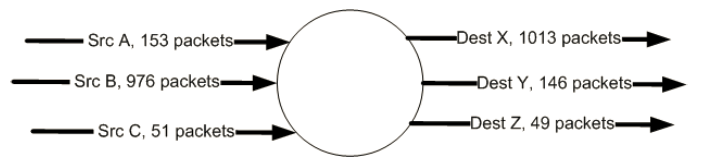 Src A, 153 packets
Dest X, 1013 packets
Src B, 976 packets
Dest Y, 146 packets
Src C, 51 packets
Dest Z, 49 packets